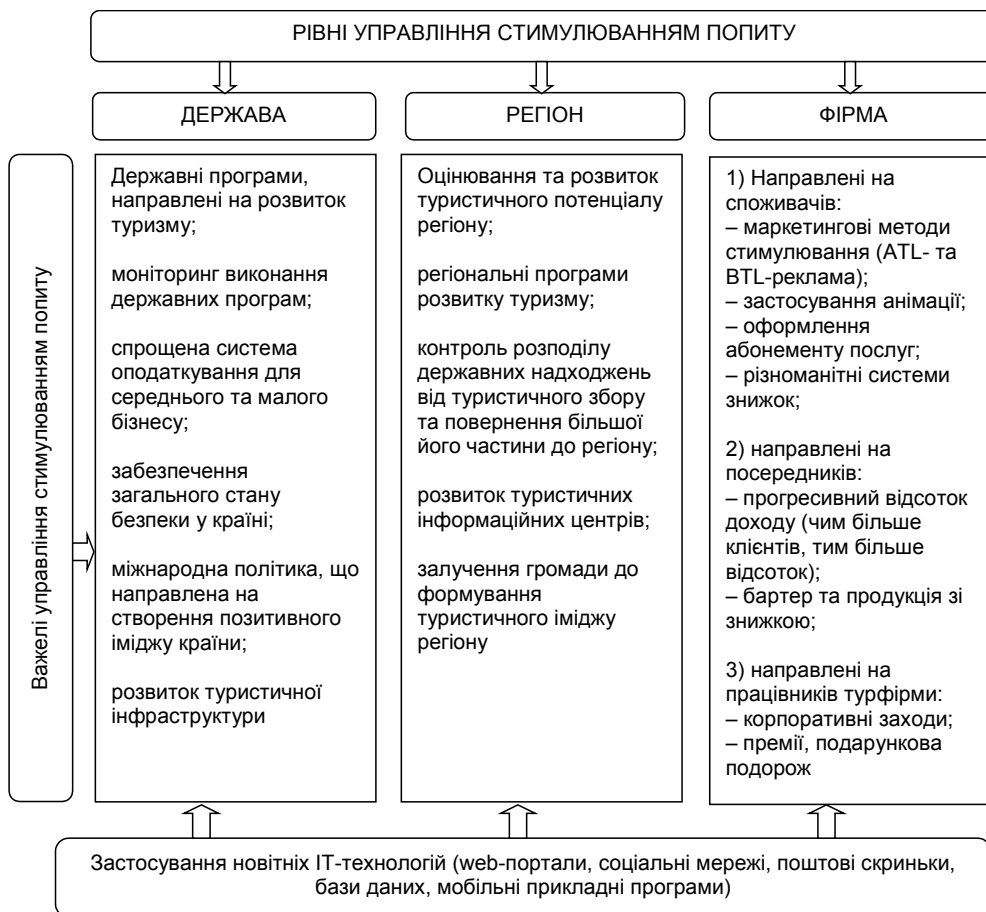 РІВНІ УПРАВЛІННЯ СТИМУЛЮВАННЯМ ПОПИТУ
ДЕРЖАВА
РЕГІОН
ФІРМА
Важелі управління стимулюванням попиту
Державні програми,
направлені на розвиток
туризму;
моніторинг виконання
державних програм;
спрощена система
оподаткування для
середнього та малого
бізнесу;
забезпечення
загального стану
безпеки у країні;
міжнародна політика, що
направлена на
створення позитивного
іміджу країни;
розвиток туристичної
інфраструктури
Оцінювання та розвиток
туристичного потенціалу
регіону;
регіональні програми
розвитку туризму;
контроль розподілу
державних надходжень
від туристичного збору
та повернення більшої
його частини до регіону;
розвиток туристичних
інформаційних центрів;
залучення громади до
формування
туристичного іміджу
регіону
1) Направлені на
споживачів:
– маркетингові методи
стимулювання (ATL- та
BTL-реклама);
– застосування анімації;
– оформлення
абонементу послуг;
– різноманітні системи
знижок;
2) направлені на
посередників:
– прогресивний відсоток
доходу (чим більше
клієнтів, тим більше
відсоток);
– бартер та продукція зі
знижкою;
3) направлені на
працівників турфірми:
– корпоративні заходи;
– премії, подарункова
подорож
Застосування новітніх ІТ-технологій (web-портали, соціальні мережі, поштові скриньки,
бази даних, мобільні прикладні програми)